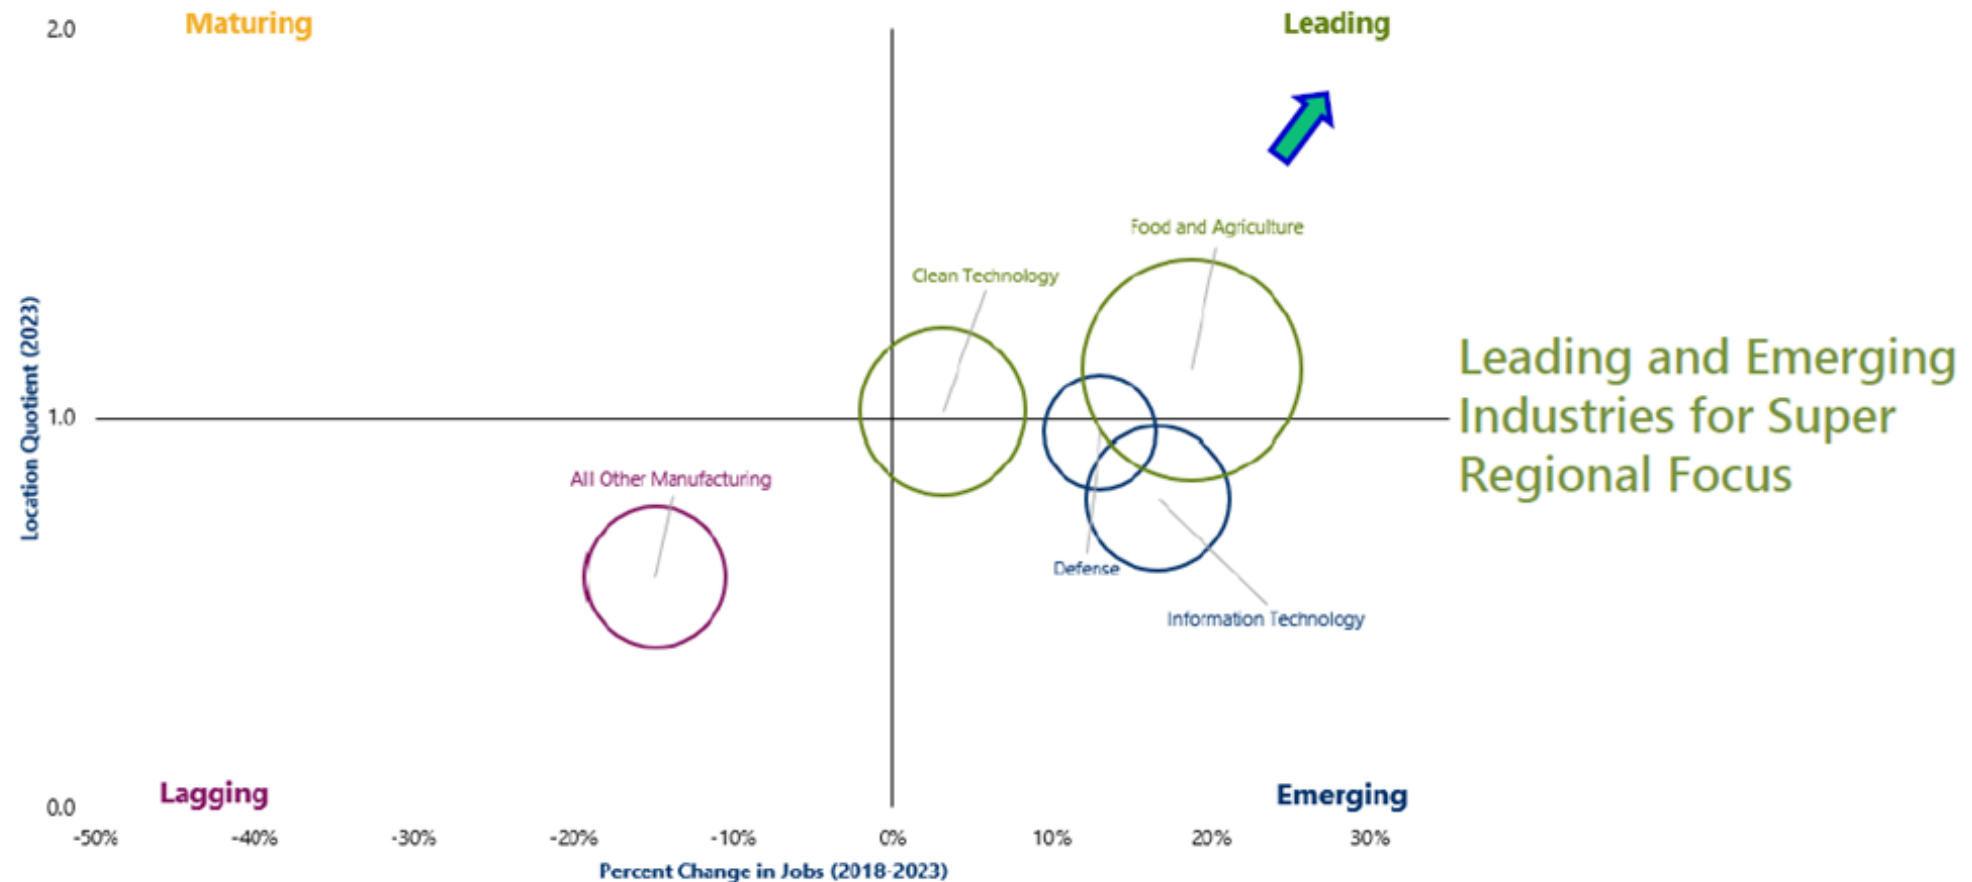 Maturing
Leading
2.0
Food and Agriculture
Clean Technology
Leading and Emerging
Industries for Super
Regional Focus
Location Quotient (2023)
1.0
All Other Manufacturing
Defense
Information Technology
Lagging
Emerging
0.0
-50% -40% -30% -20% -10% 0% 10% 20% 30%
Percent Change in Jobs (2018-2023)